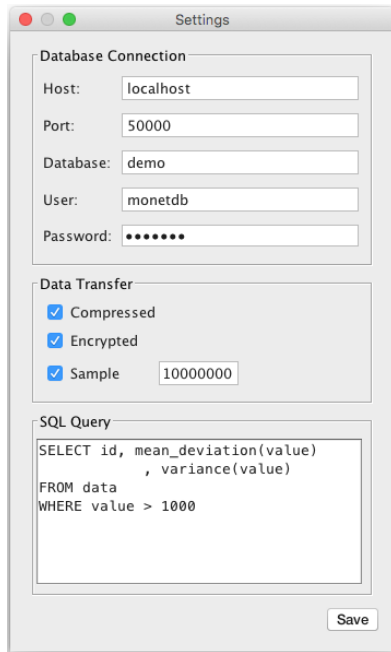 Settings
Database Connection
Host: localhost
Port: 50000
Database: demo
User: monetdb
Password: •••••••
Data Transfer
Compressed
Encrypted
Sample 10000000
SQL Query
SELECT id, mean_deviation(value)
, variance(value)
FROM data
WHERE value > 1000
Save